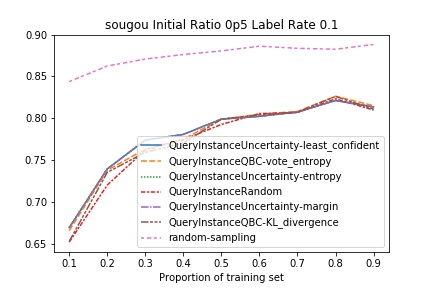 sougou Initial Ratio 0p5 Label Rate 0.1
0.90
0.85
0.80
0.75
0.70
0.65
QueryInstanceUncertainty-least_confident
QueryInstanceQBC-vote_entropy
QueryInstanceUncertainty-entropy
QueryInstanceRandom
QueryInstanceUncertainty-margin
QueryInstanceQBC-KL_divergence
random-sampling
0.1 0.2 0.3 0.4 0.5 0.6 0.7 0.8 0.9
Proportion of training set